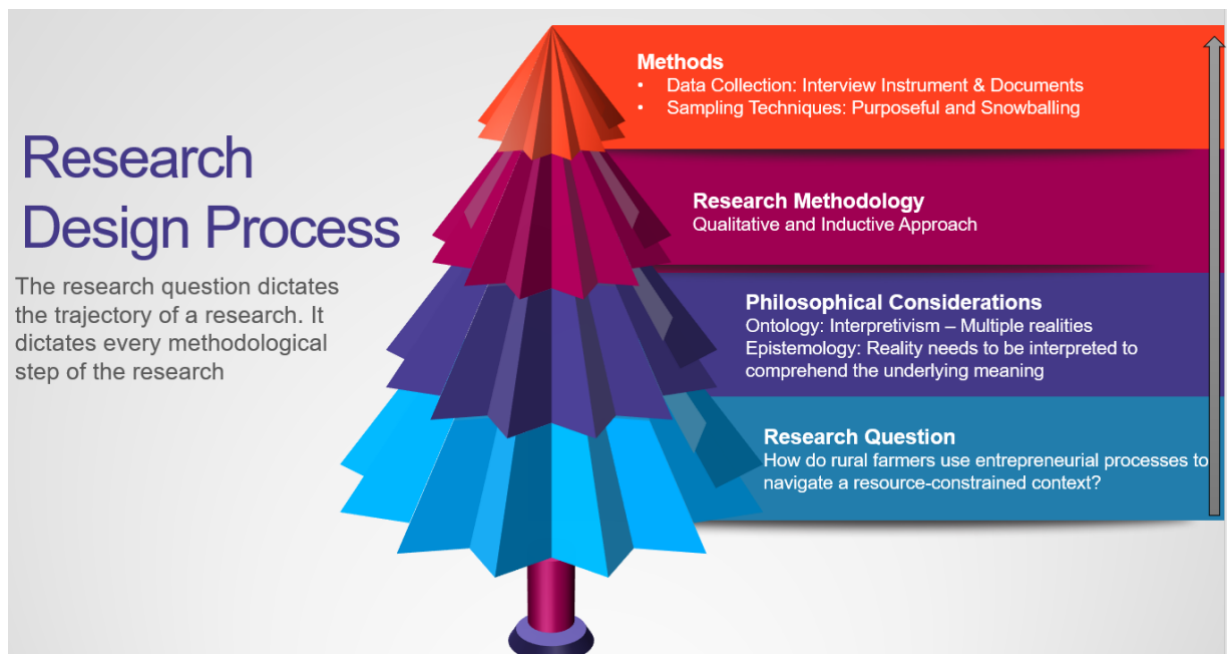 Research
Design Process
The research question dictates
the trajectory of a research. It
dictates every methodological
step of the research
Methods
• Data Collection: Interview Instrument & Documents
• Sampling Techniques: Purposeful and Snowballing
Research Methodology
Qualitative and Inductive Approach
Philosophical Considerations
Ontology: Interpretivism – Multiple realities
Epistemology: Reality needs to be interpreted to
comprehend the underlying meaning
Research Question
How do rural farmers use entrepreneurial processes to
navigate a resource-constrained context?